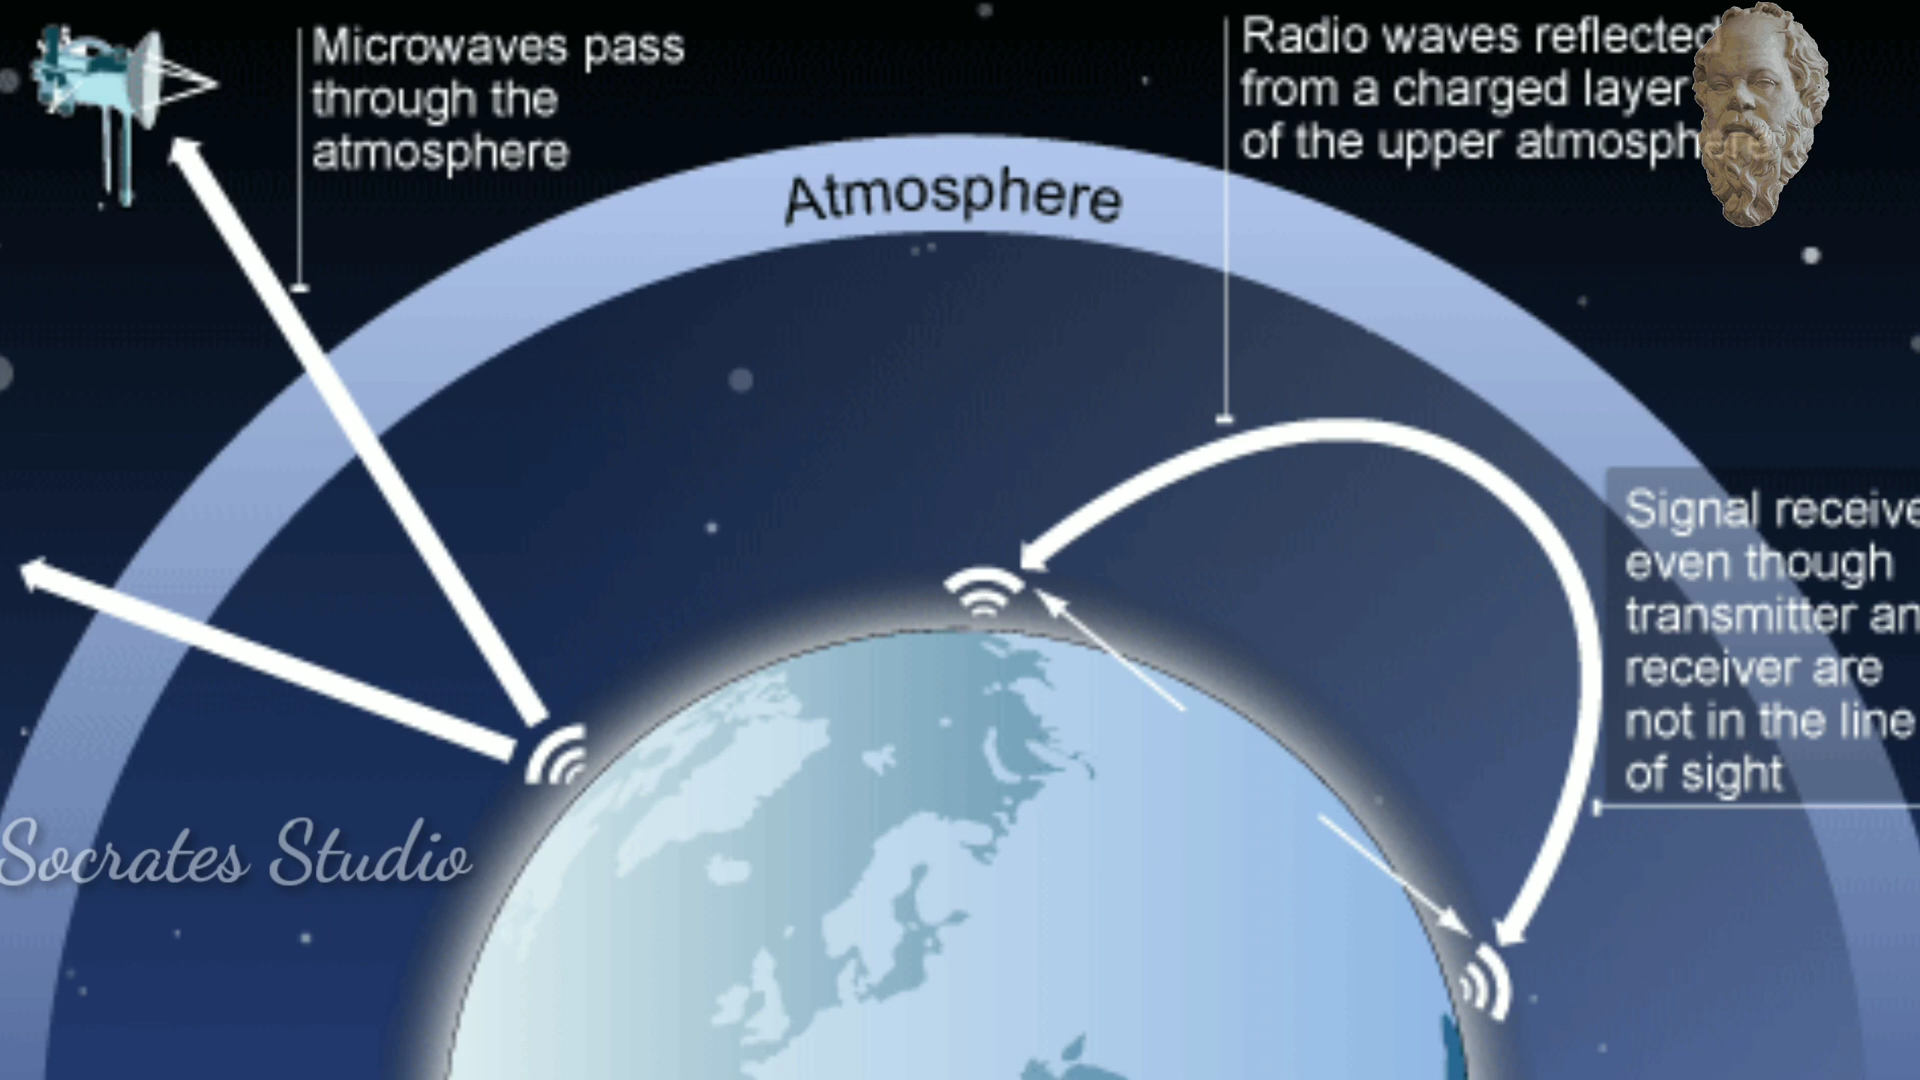 Microwaves pass
through the
atmosphere
Radio waves reflected
from a charged layer
of the upper atmosphere
Atmosphere
Signal receive
even though
transmitter an
receiver are
not in the line
of sight
Socrates Studio